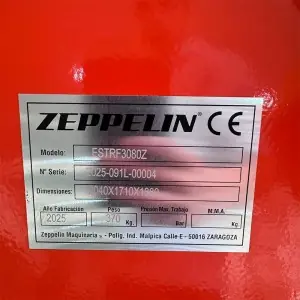 ZEPPELIN CE
Modelo: ESTRF3080Z
Nº Serie: 2025-091L-00004
Dimensiones:
Año Fabricación Peso Presión Max. Trabajo M.M.A.
2025 370 Kg. Bar Kg.
Zeppelin Maquinaria - Polig. Ind. Malpica Calle-E - 50016 ZARAGOZA